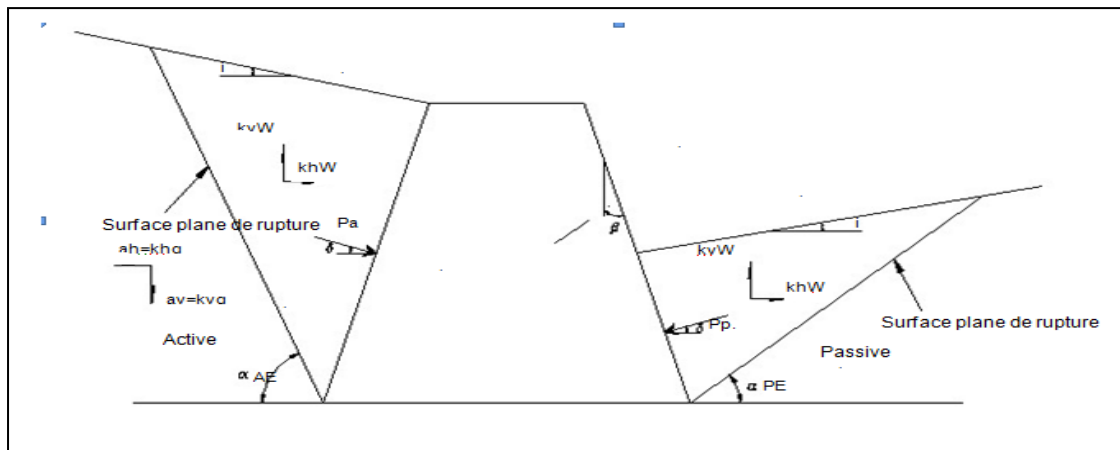 i
kvW
khW
Surface plane de rupture
Pa
δ
ah=khg
av=kvg
Active
α AE
β
i
kvW
khW
δ Pp.
Surface plane de rupture
Passive
α PE